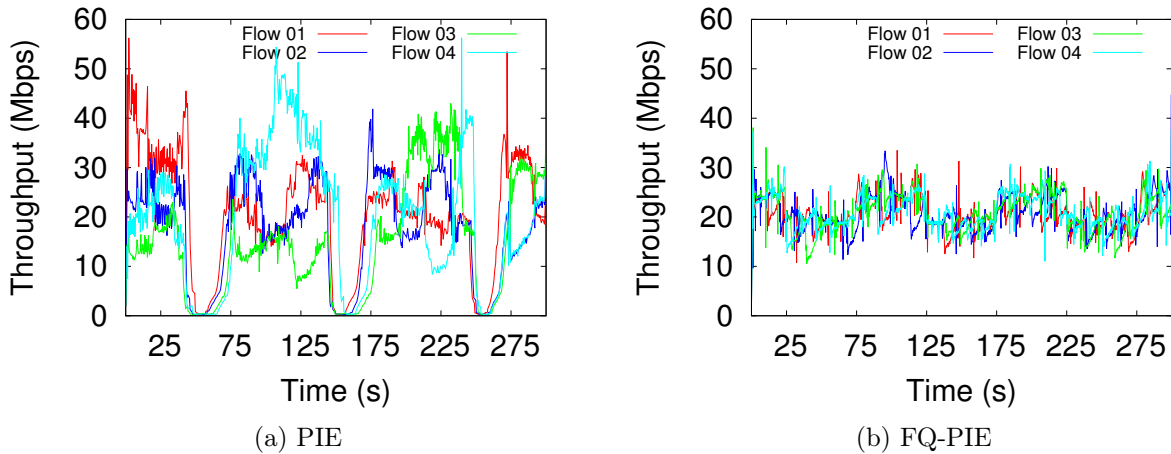 Flow 01
Flow 02
Flow 03
Flow 04
60
50
40
30
20
10
0
Throughput (Mbps)
25 75 125 175 225 275
Time (s)
(a) PIE
Flow 01
Flow 02
Flow 03
Flow 04
60
50
40
30
20
10
0
Throughput (Mbps)
25 75 125 175 225 275
Time (s)
(b) FQ-PIE